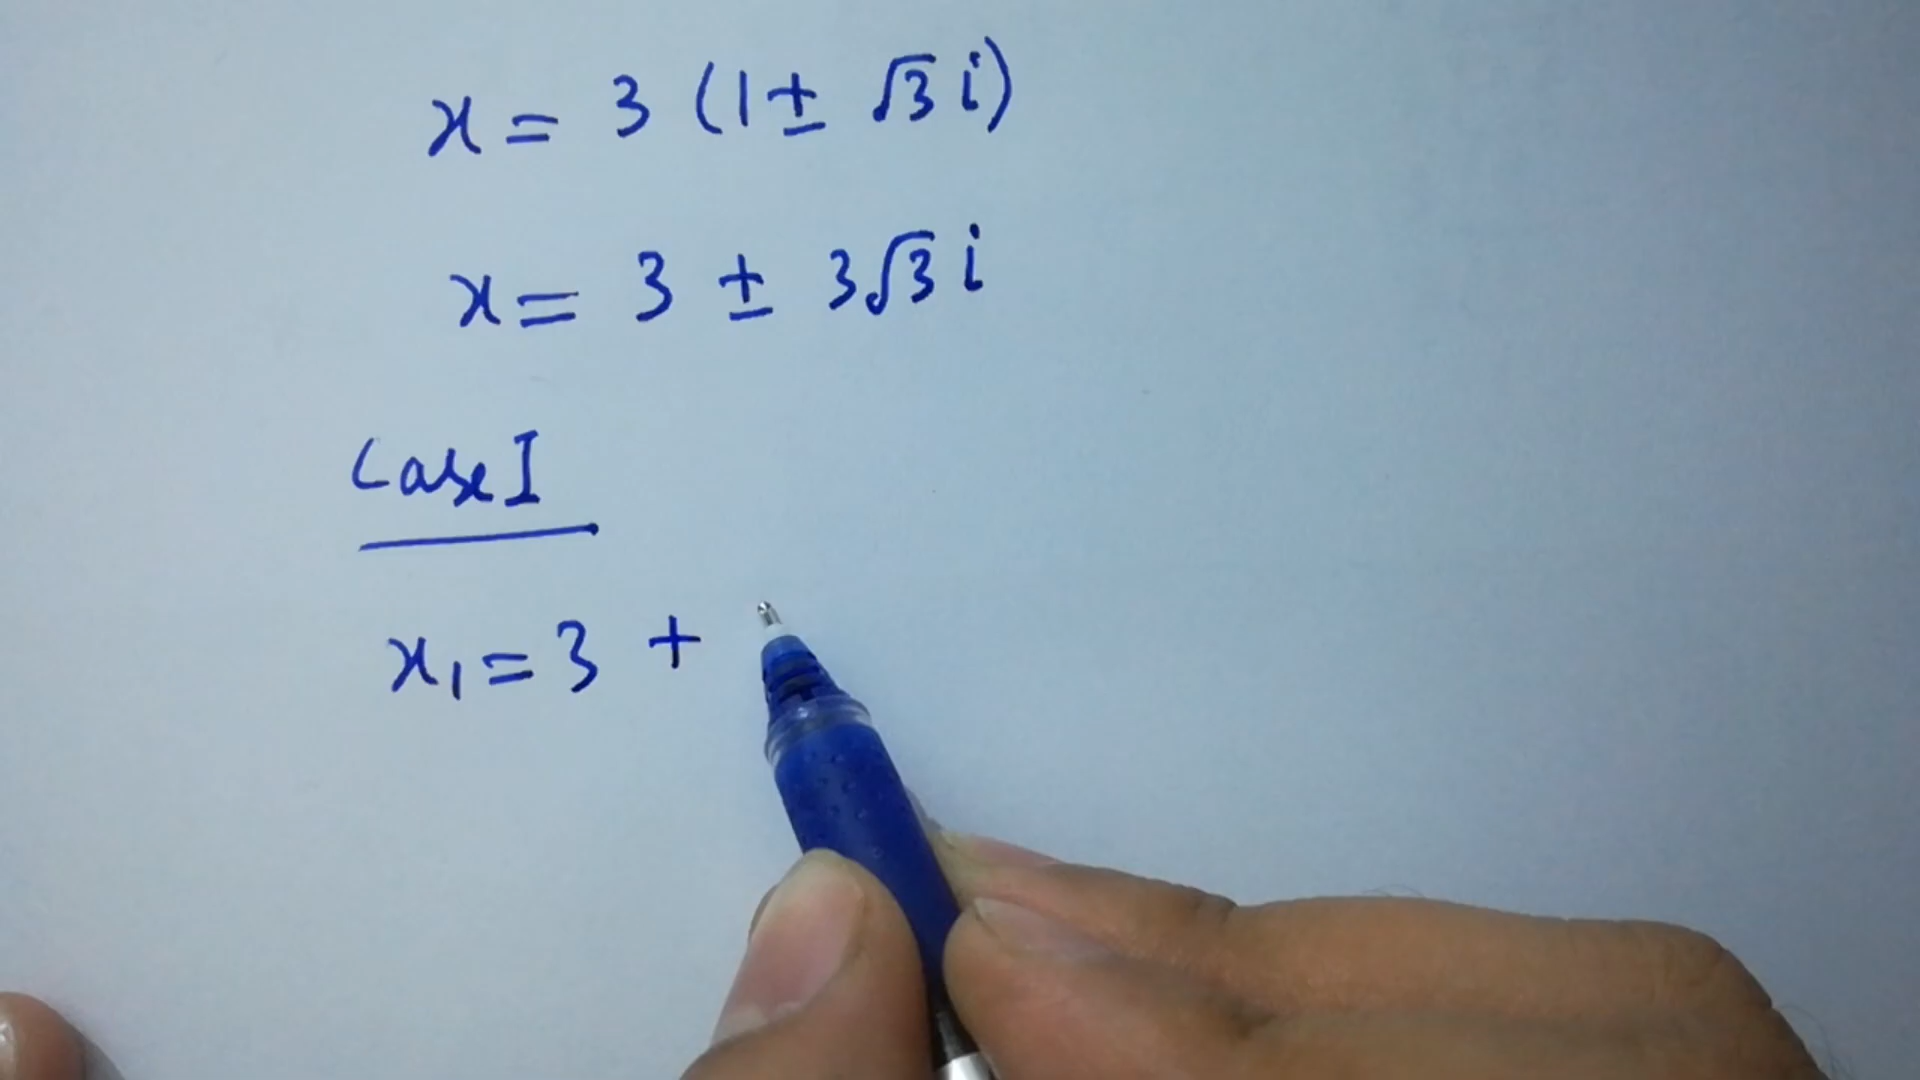 x = 3 (1 ± √3 i)
x = 3 ± 3√3 i
Case I
x₁ = 3 +